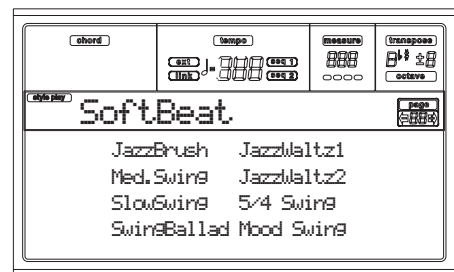 chord tempo measure transpose
ext seq 1
link seq 2
octave
style play
SoftBeat page
JazzBrush JazzWaltz1
Med.Swing JazzWaltz2
SlowSwing 5/4 Swing
SwingBallad Mood Swing